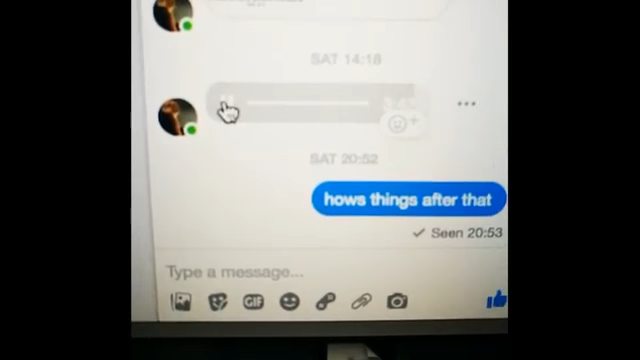 SAT 14:18
SAT 20:52
hows things after that
✓ Seen 20:53
Type a message...
GIF